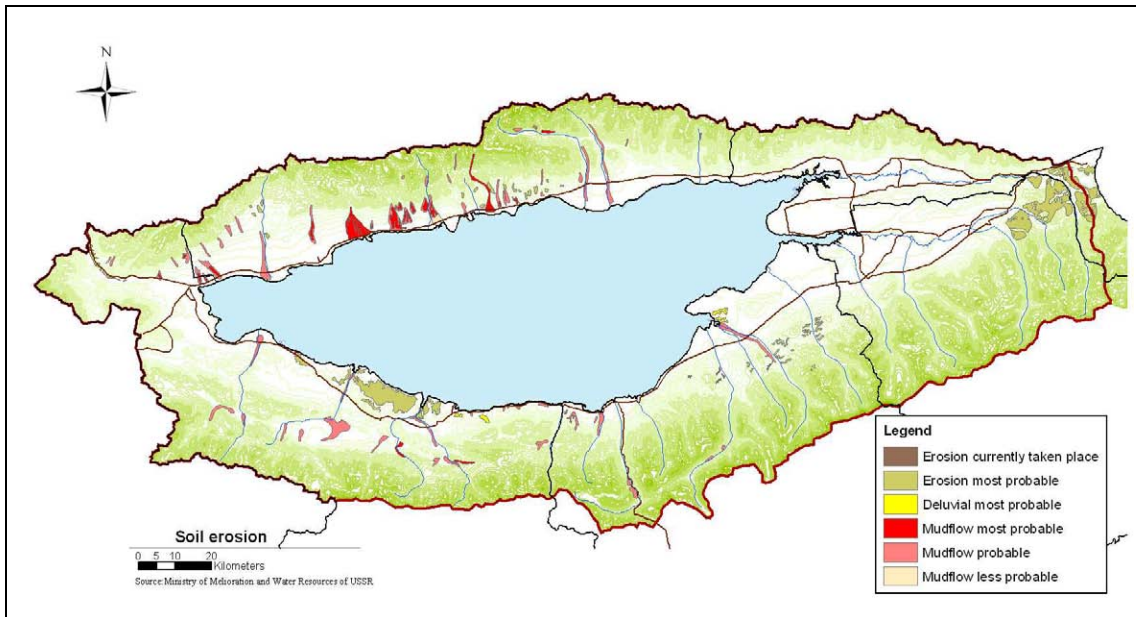 N
Legend
Erosion currently taken place
Erosion most probable
Deluvial most probable
Mudflow most probable
Mudflow probable
Mudflow less probable
Soil erosion
0 5 10 20
Kilometers
Source:Ministry of Melioration and Water Resources of USSR